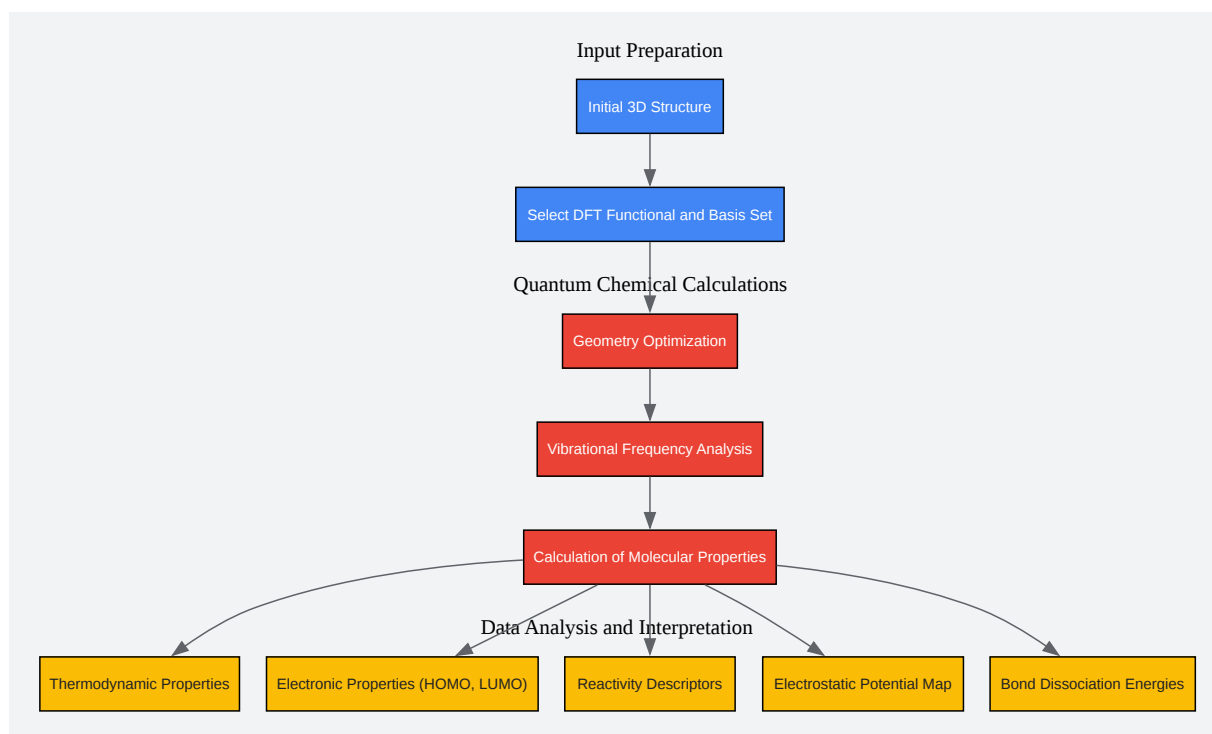 Input Preparation
Initial 3D Structure
Select DFT Functional and Basis Set
Quantum Chemical Calculations
Geometry Optimization
Vibrational Frequency Analysis
Calculation of Molecular Properties
Data Analysis and Interpretation
Thermodynamic Properties
Electronic Properties (HOMO, LUMO)
Reactivity Descriptors
Electrostatic Potential Map
Bond Dissociation Energies